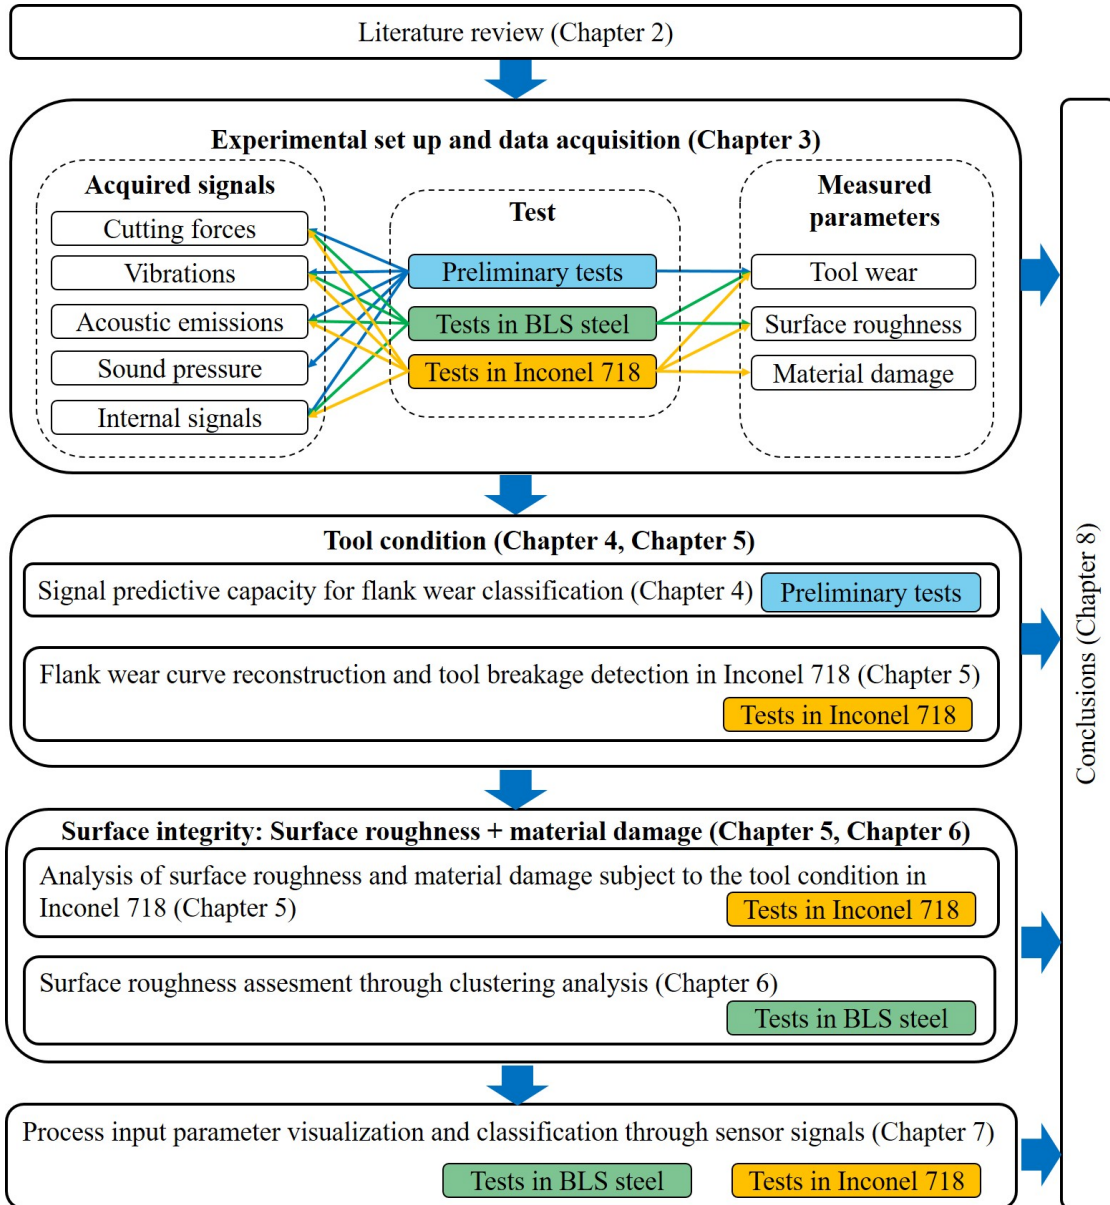 Literature review (Chapter 2)
Experimental set up and data acquisition (Chapter 3)
Acquired signals
Cutting forces
Vibrations
Acoustic emissions
Sound pressure
Internal signals
Test
Preliminary tests
Tests in BLS steel
Tests in Inconel 718
Measured
parameters
Tool wear
Surface roughness
Material damage
Tool condition (Chapter 4, Chapter 5)
Signal predictive capacity for flank wear classification (Chapter 4)
Preliminary tests
Flank wear curve reconstruction and tool breakage detection in Inconel 718 (Chapter 5)
Tests in Inconel 718
Surface integrity: Surface roughness + material damage (Chapter 5, Chapter 6)
Analysis of surface roughness and material damage subject to the tool condition in
Inconel 718 (Chapter 5)
Tests in Inconel 718
Surface roughness assesment through clustering analysis (Chapter 6)
Tests in BLS steel
Process input parameter visualization and classification through sensor signals (Chapter 7)
Tests in BLS steel
Tests in Inconel 718
Conclusions (Chapter 8)